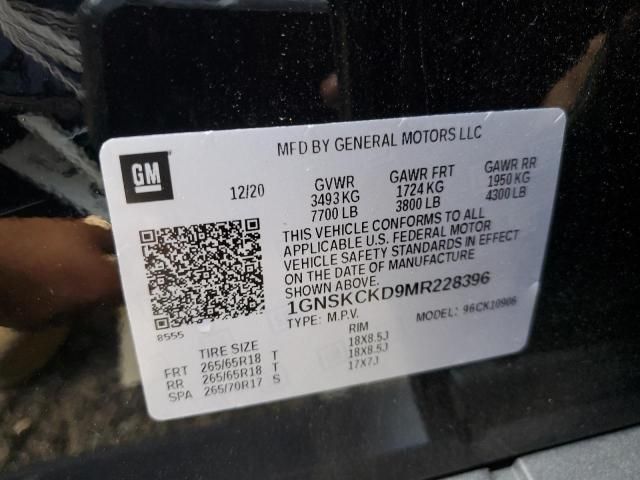 MFD BY GENERAL MOTORS LLC
GM
12/20 GVWR GAWR FRT GAWR RR
3493 KG 1724 KG 1950 KG
7700 LB 3800 LB 4300 LB
THIS VEHICLE CONFORMS TO ALL
APPLICABLE U.S. FEDERAL MOTOR
VEHICLE SAFETY STANDARDS IN EFFECT
ON THE DATE OF MANUFACTURE
SHOWN ABOVE.
1GNSKCKD9MR228396
TYPE: M.P.V. MODEL: 96CK10906
8555
TIRE SIZE RIM
FRT 265/65R18 T 18X8.5J
RR 265/65R18 T 18X8.5J
SPA 265/70R17 S 17X7J